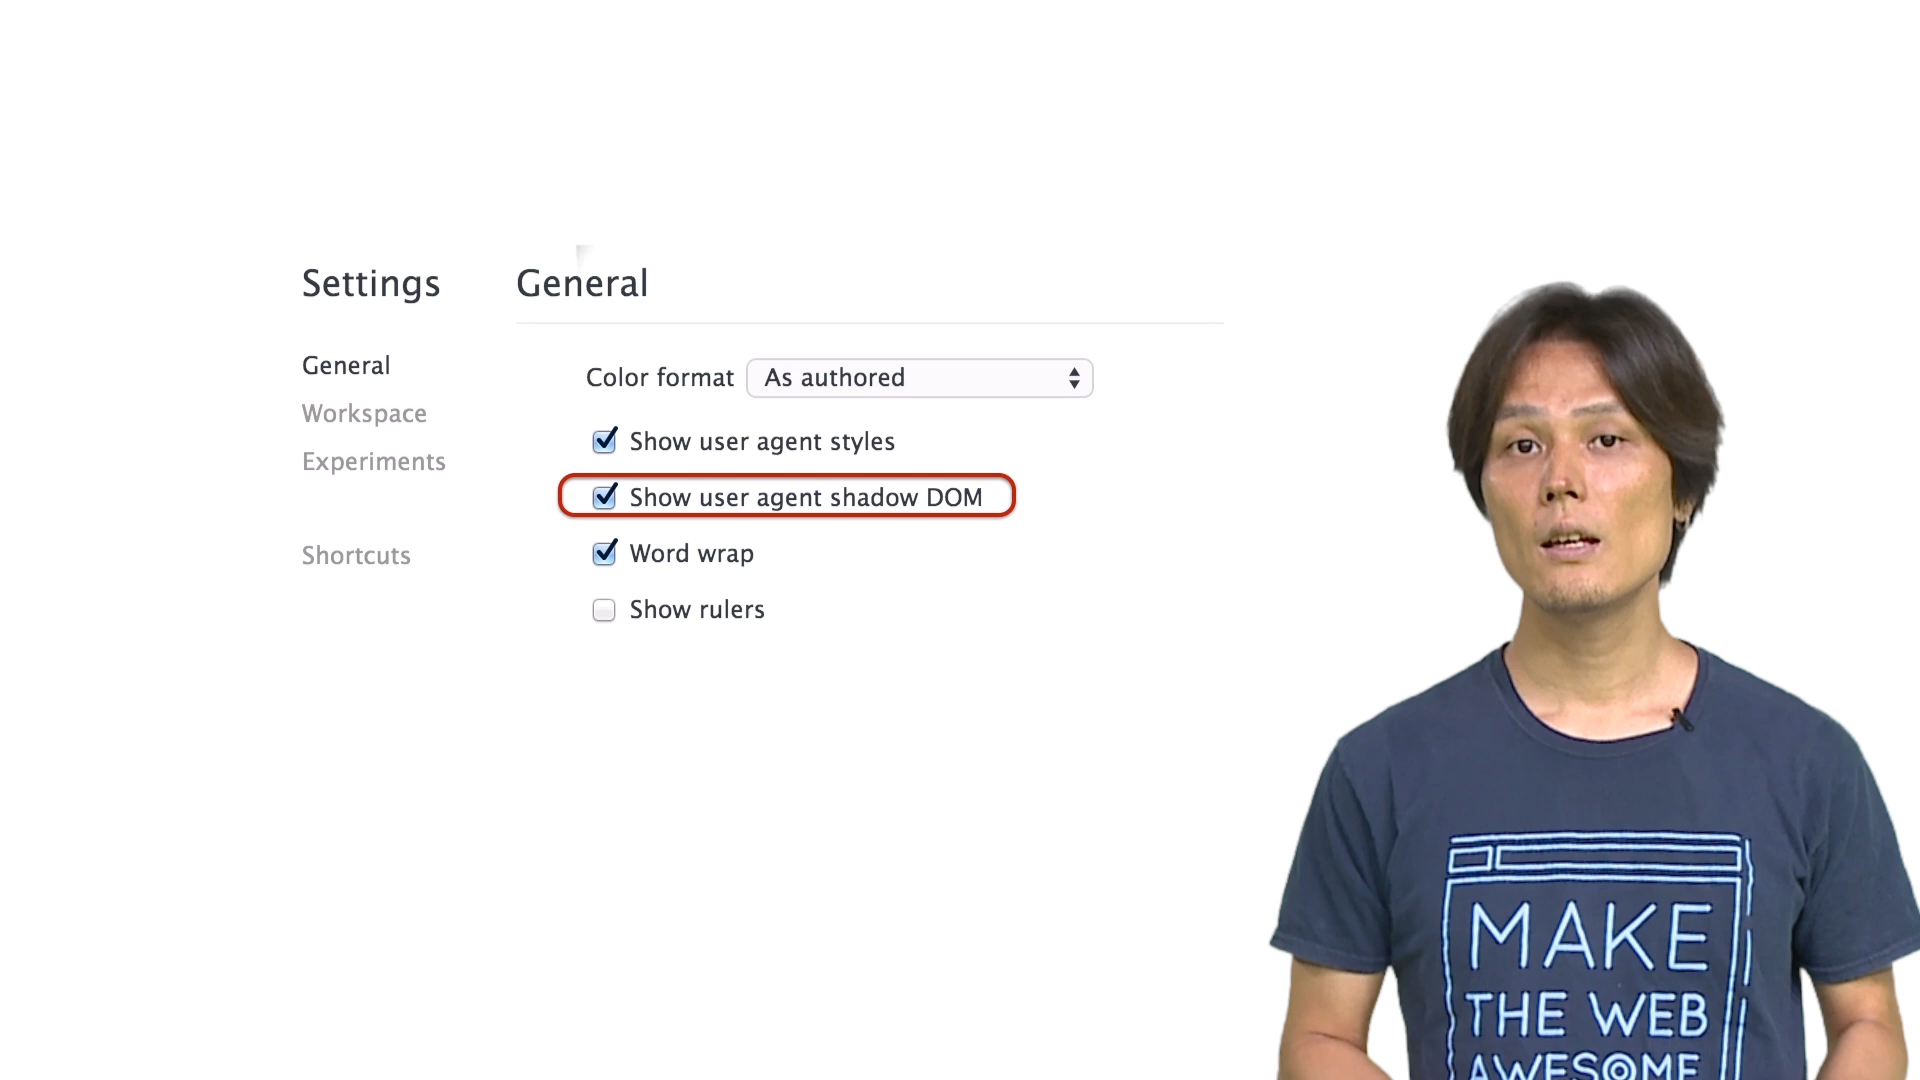 Settings
General
General
Workspace
Experiments
Shortcuts
Color format As authored
Show user agent styles
Show user agent shadow DOM
Word wrap
Show rulers
MAKE
THE WEB
AWESOME